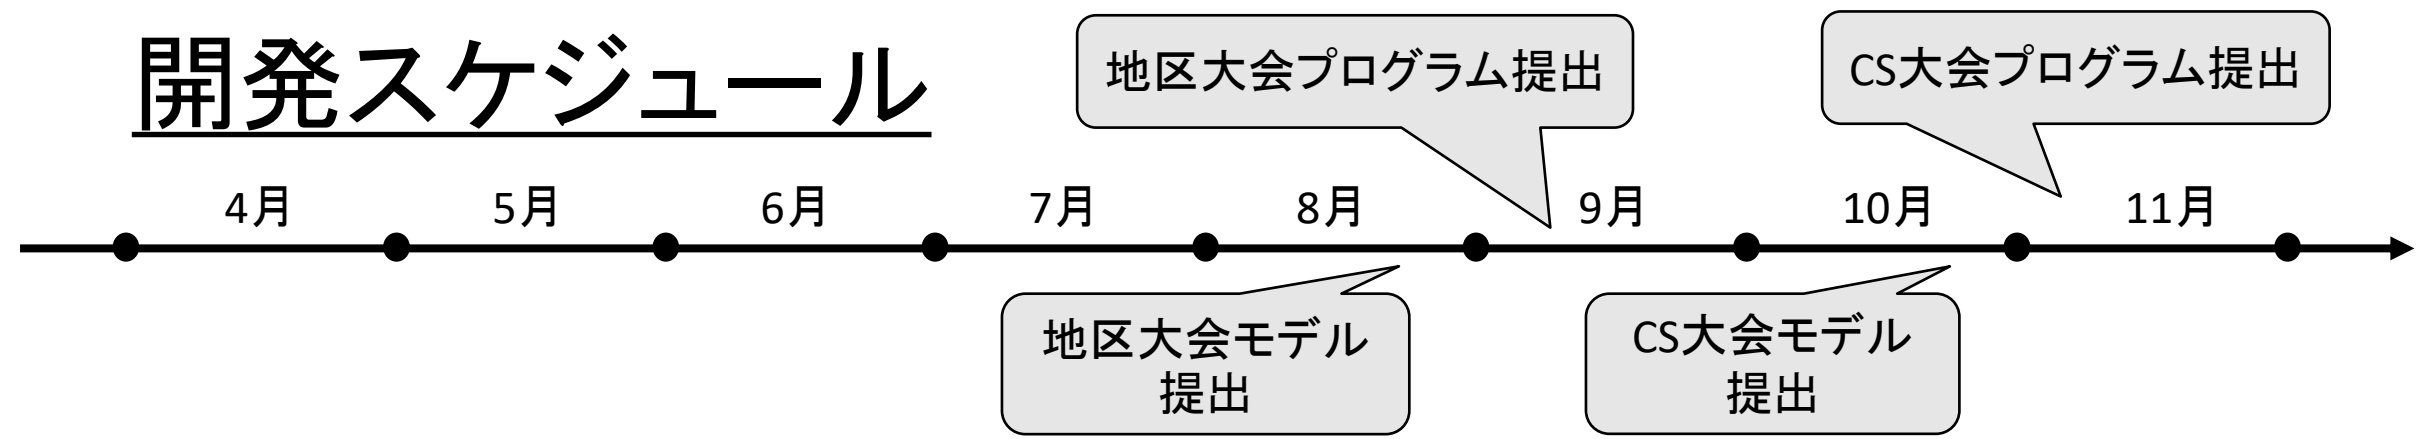 開発スケジュール
地区大会プログラム提出
CS大会プログラム提出
4月
5月
6月
7月
8月
9月
10月
11月
地区大会モデル
提出
CS大会モデル
提出